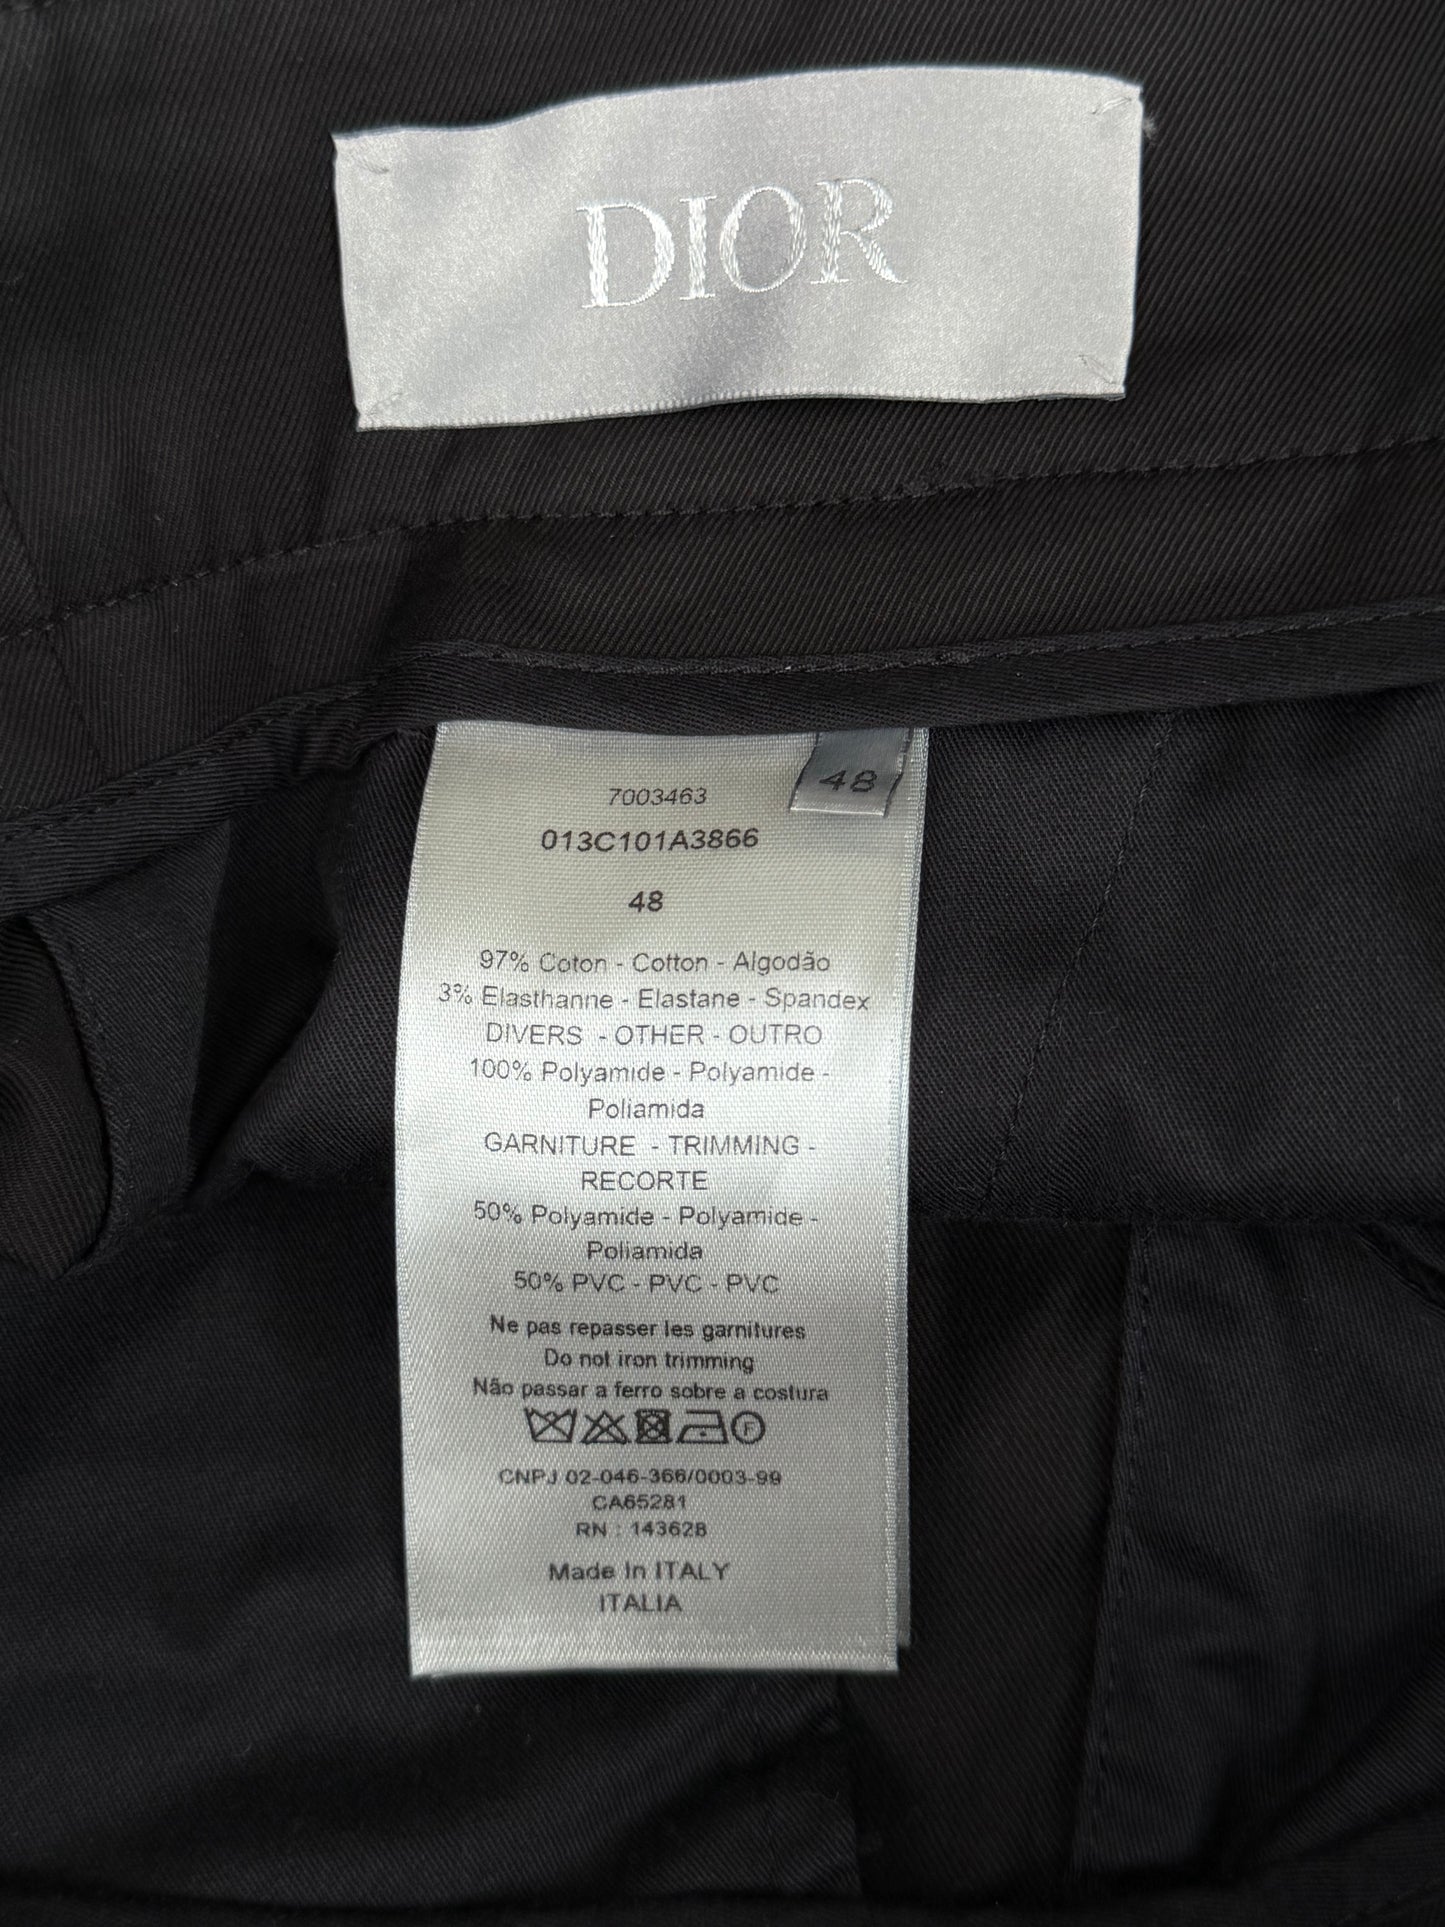 DIOR
48
7003463
013C101A3866
48
97% Coton - Cotton - Algodão
3% Elasthanne - Elastane - Spandex
DIVERS - OTHER - OUTRO
100% Polyamide - Polyamide -
Poliamida
GARNITURE - TRIMMING -
RECORTE
50% Polyamide - Polyamide -
Poliamida
50% PVC - PVC - PVC
Ne pas repasser les garnitures
Do not iron trimming
Não passar a ferro sobre a costura
F
CNPJ 02-046-366/0003-99
CA65281
RN : 143628
Made In ITALY
ITALIA